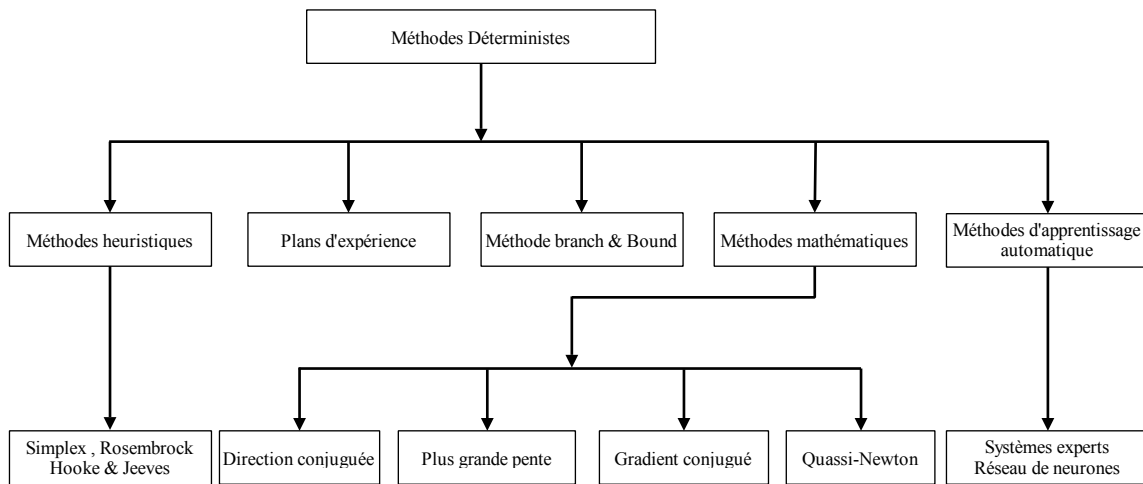 Méthodes Déterministes
Méthodes heuristiques
Plans d'expérience
Méthode branch & Bound
Méthodes mathématiques
Méthodes d'apprentissage
automatique
Simplex , Rosembrock
Hooke & Jeeves
Direction conjuguée
Plus grande pente
Gradient conjugué
Quassi-Newton
Systèmes experts
Réseau de neurones